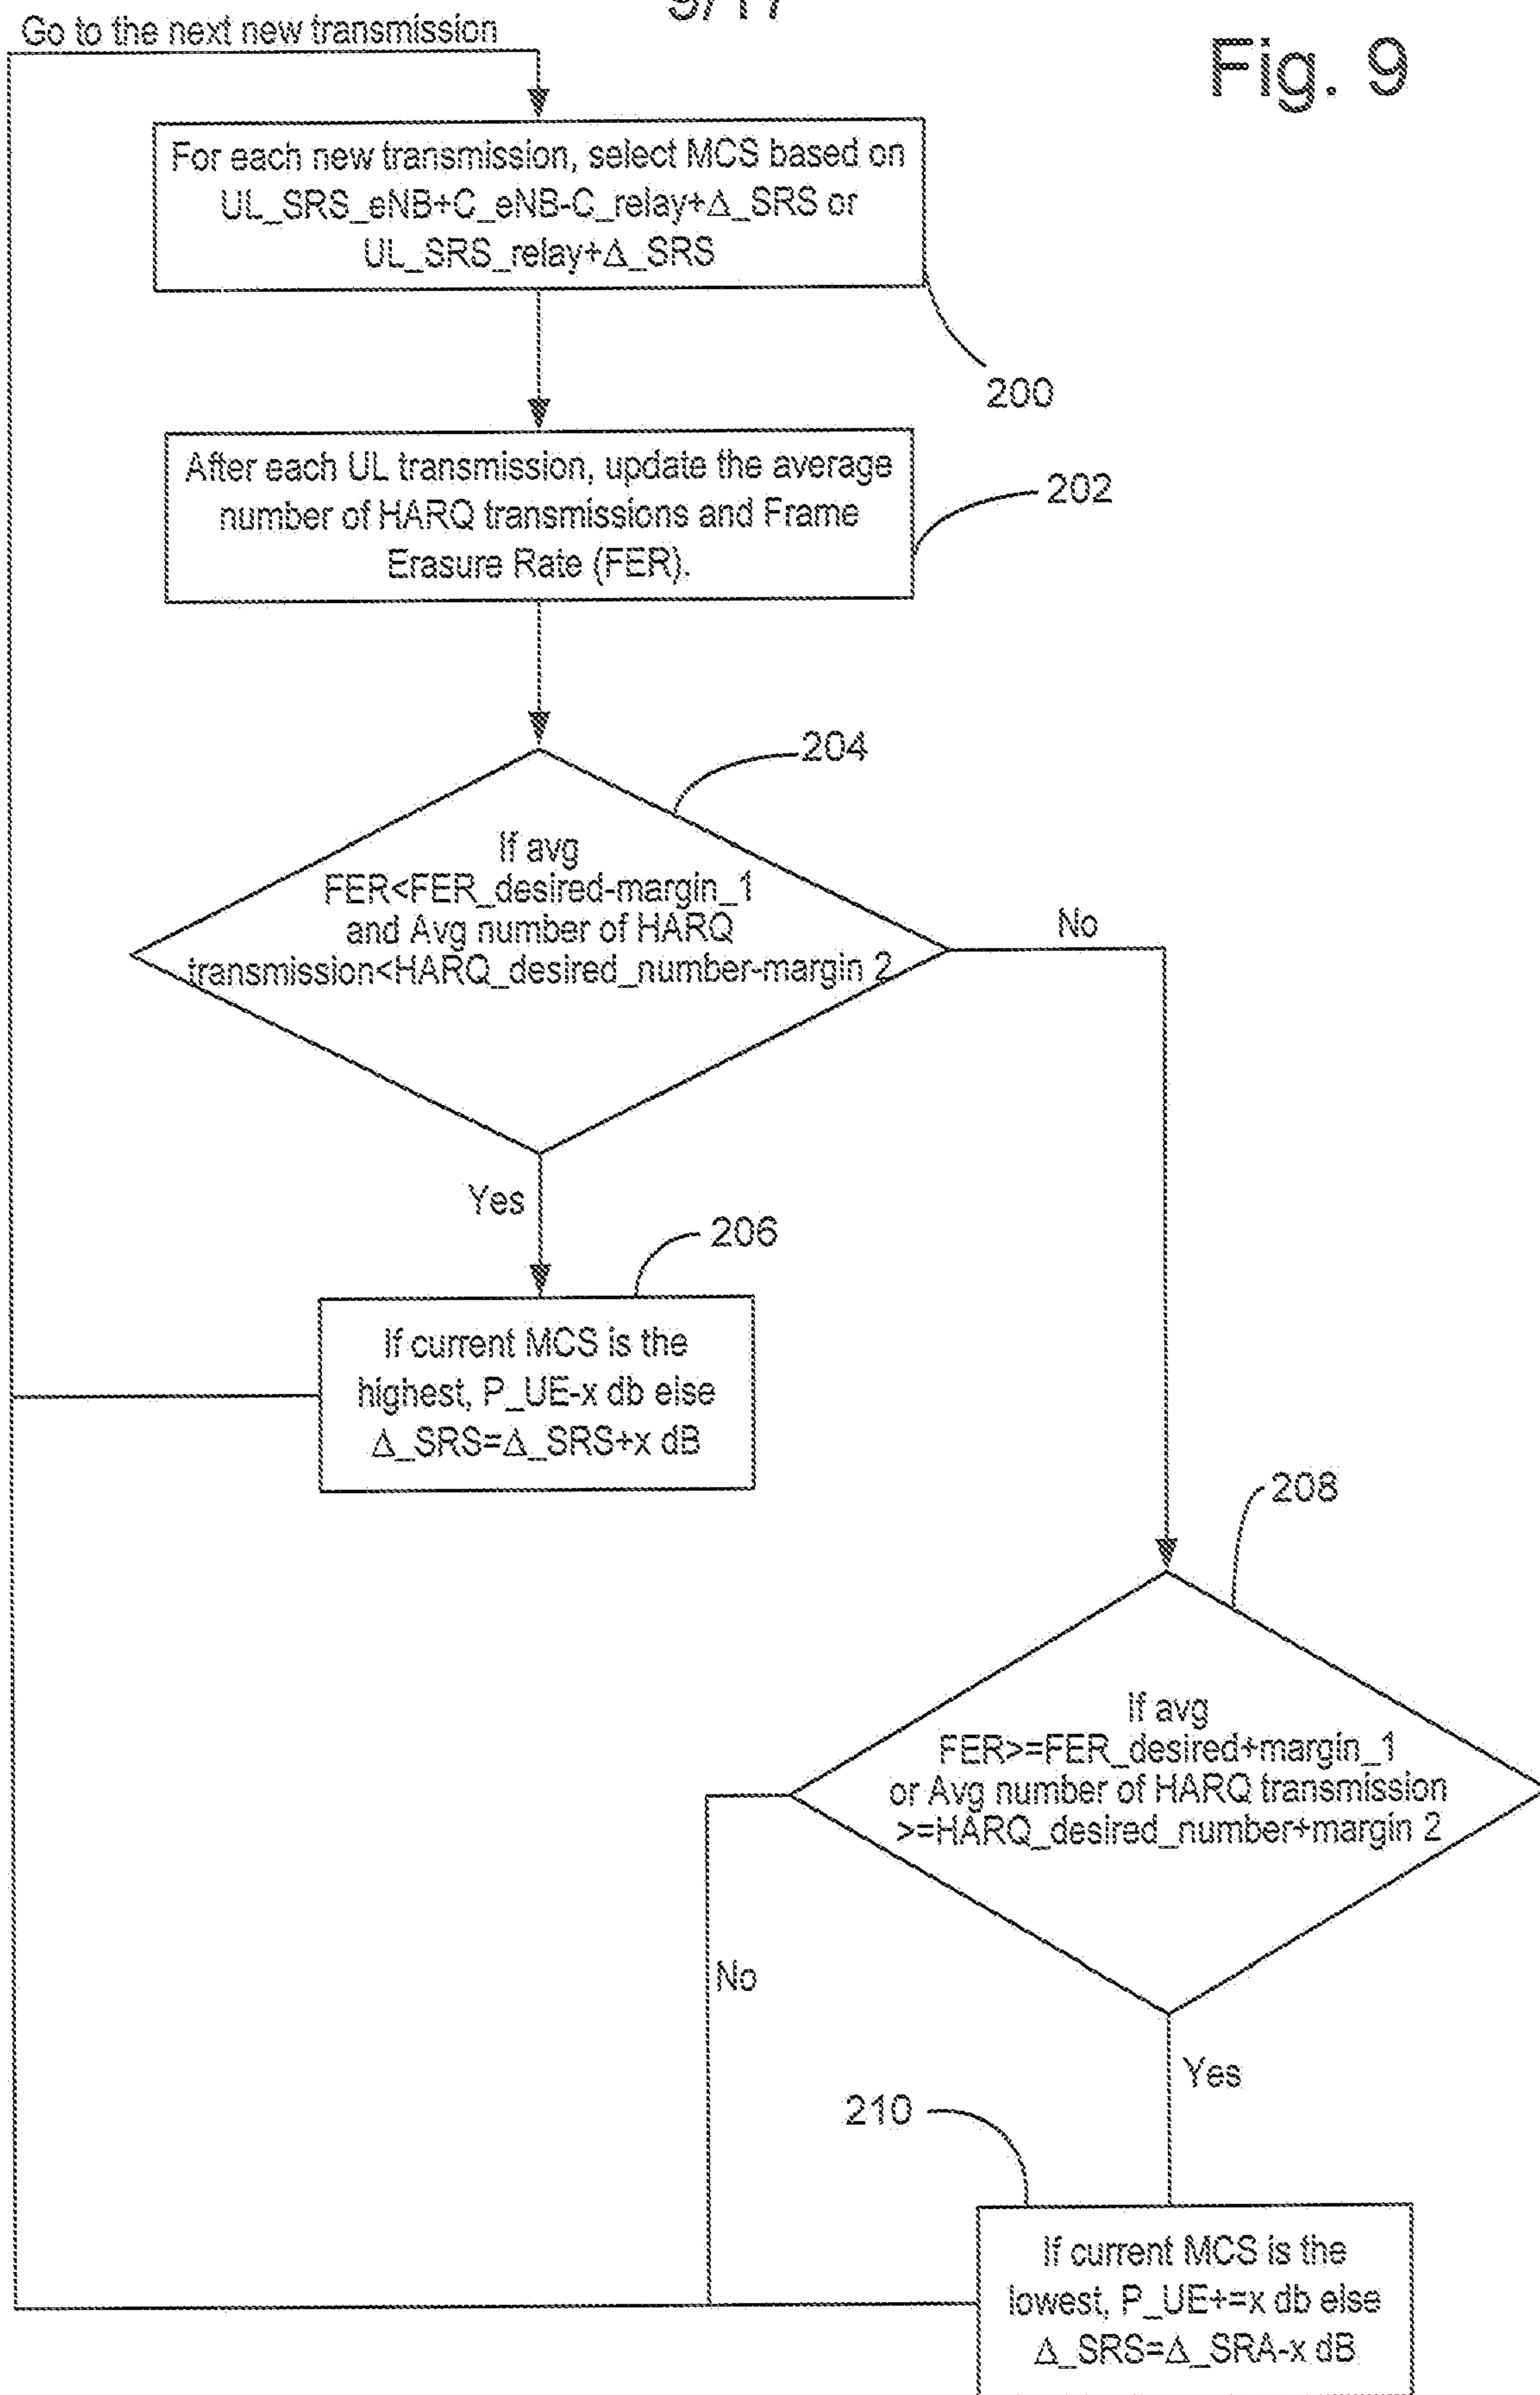 9/17
Fig. 9
Go to the next new transmission
For each new transmission, select MCS based on
UL_SRS_eNB+C_eNB-C_relay+Δ_SRS or
UL_SRS_relay+Δ_SRS
200
After each UL transmission, update the average
number of HARQ transmissions and Frame
Erasure Rate (FER).
202
204
If avg
FER<FER_desired-margin_1
and Avg number of HARQ
transmission<HARQ_desired_number-margin 2
No
Yes
206
If current MCS is the
highest, P_UE-x db else
Δ_SRS=Δ_SRS+x dB
208
If avg
FER>=FER_desired+margin_1
or Avg number of HARQ transmission
>=HARQ_desired_number+margin 2
No
Yes
210
If current MCS is the
lowest, P_UE+=x db else
Δ_SRS=Δ_SRA-x dB